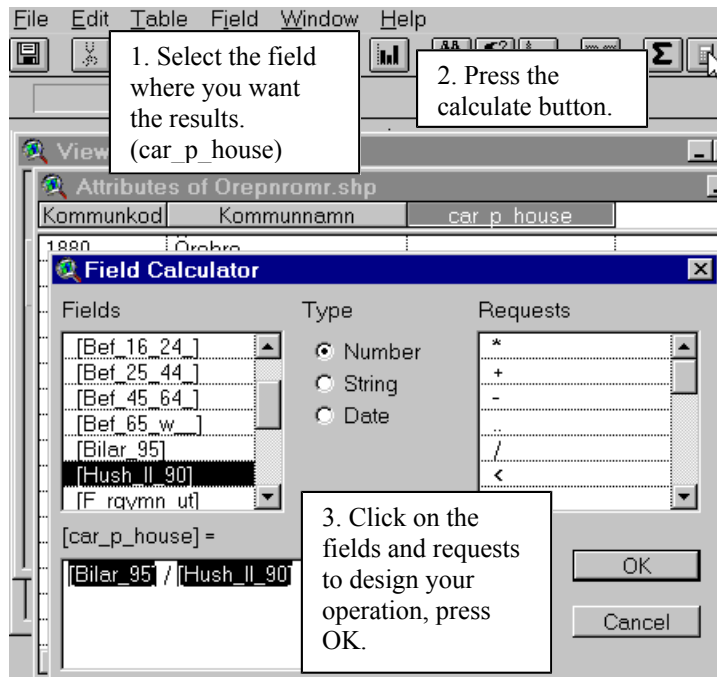 File Edit Table Field Window Help
1. Select the field
where you want
the results.
(car_p_house)
2. Press the
calculate button.
View
Attributes of Orepnromr.shp
Kommunkod Kommunnamn car_p_house
1880 Örebro
Field Calculator
Fields Type Requests
[Bef_16_24_]
[Bef_25_44_]
[Bef_45_64_]
[Bef_65_w__]
[Bilar_95]
[Hush_ll_90]
[F_rgymn_ut]
Number
String
Date
*
+
-
..
/
<
[car_p_house] =
[Bilar_95] / [Hush_ll_90]
3. Click on the
fields and requests
to design your
operation, press
OK.
OK
Cancel